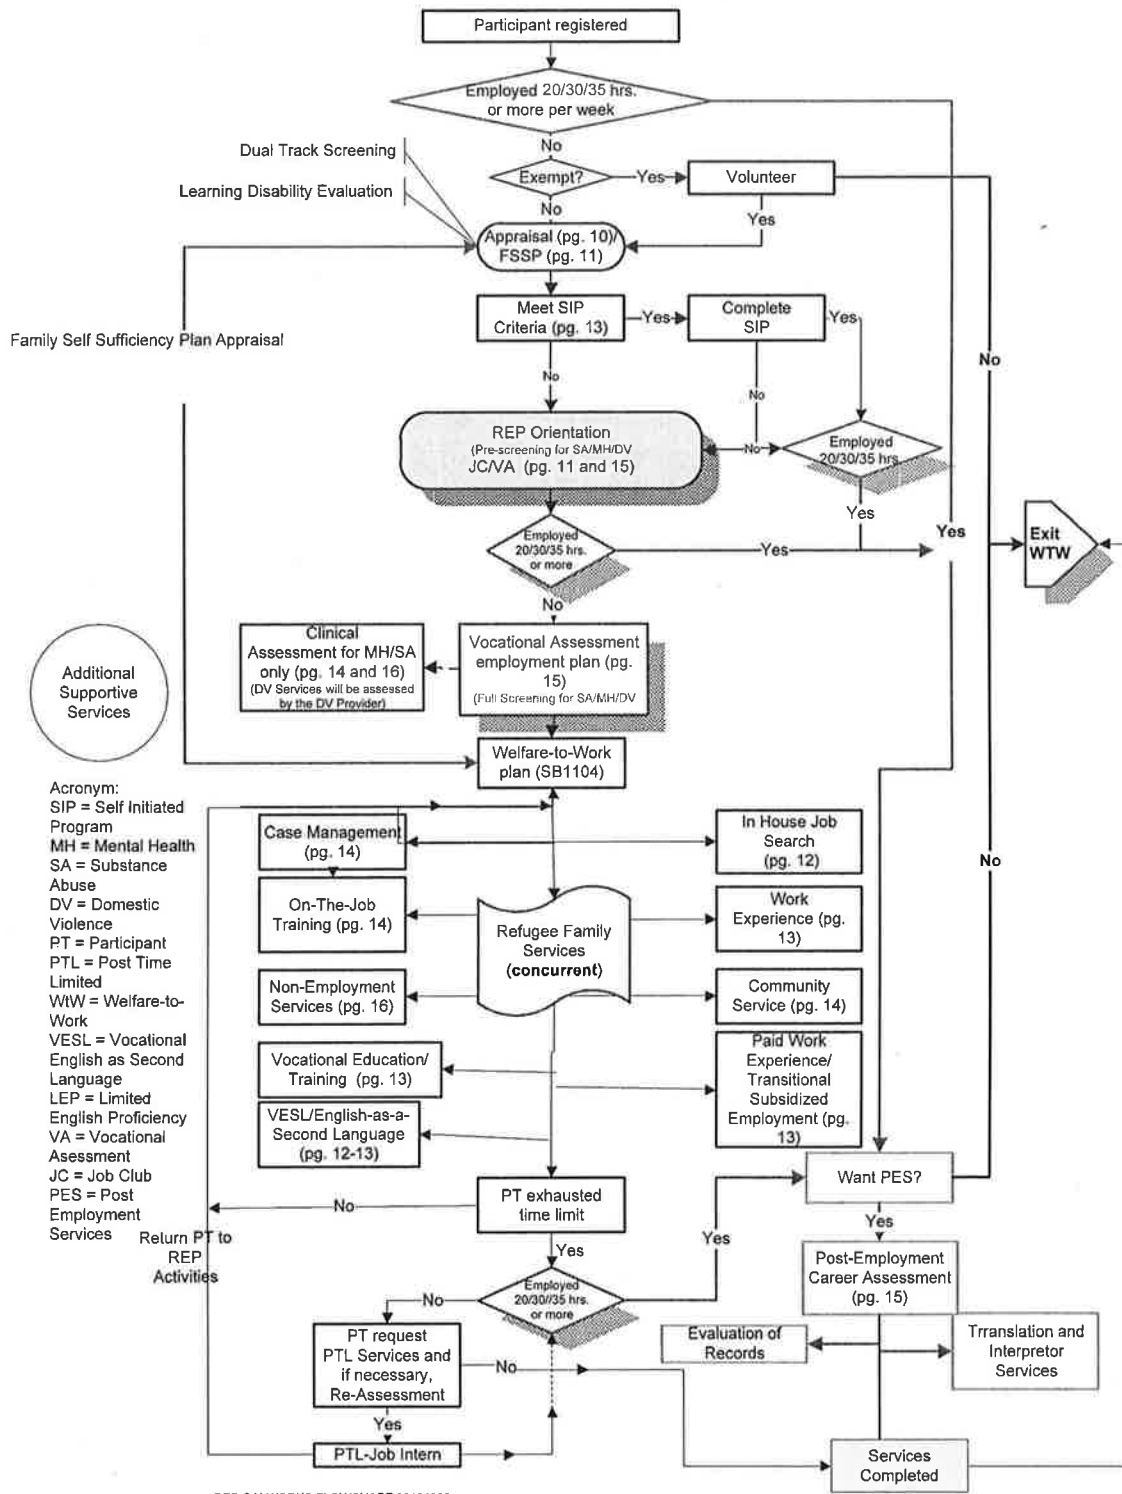 Participant registered
Employed 20/30/35 hrs.
or more per week
No
Dual Track Screening
Learning Disability Evaluation
Exempt?
Yes
Volunteer
No
Yes
Appraisal (pg. 10)/
FSSP (pg. 11)
Meet SIP
Criteria (pg. 13)
Yes
Complete
SIP
Yes
Family Self Sufficiency Plan Appraisal
No
No
No
REP Orientation
(Pre-screening for SA/MH/DV
JC/VA (pg. 11 and 15)
No
Employed
20/30/35 hrs.
Yes
Yes
Exit
WTW
Employed
20/30/35 hrs.
or more
Yes
No
Clinical
Assessment for MH/SA
only (pg. 14 and 16)
(DV Services will be assessed
by the DV Provider)
Vocational Assessment
employment plan (pg.
15)
(Full Screening for SA/MH/DV
Additional
Supportive
Services
Welfare-to-Work
plan (SB1104)
Acronym:
SIP = Self Initiated
Program
MH = Mental Health
SA = Substance
Abuse
DV = Domestic
Violence
PT = Participant
PTL = Post Time
Limited
WtW = Welfare-to-
Work
VESL = Vocational
English as Second
Language
LEP = Limited
English Proficiency
VA = Vocational
Asessment
JC = Job Club
PES = Post
Employment
Services
Case Management
(pg. 14)
In House Job
Search
(pg. 12)
No
On-The-Job
Training (pg. 14)
Refugee Family
Services
(concurrent)
Work
Experience (pg.
13)
Non-Employment
Services (pg. 16)
Community
Service (pg. 14)
Vocational Education/
Training (pg. 13)
Paid Work
Experience/
Transitional
Subsidized
Employment (pg.
13)
VESL/English-as-a-
Second Language
(pg. 12-13)
Want PES?
PT exhausted
time limit
No
Return PT to
REP
Activities
Yes
Yes
Yes
Post-Employment
Career Assessment
(pg. 15)
Employed
20/30//35 hrs.
or more
No
PT request
PTL Services and
if necessary,
Re-Assessment
No
Evaluation of
Records
Trranslation and
Interpretor
Services
Yes
PTL-Job Intern
Services
Completed